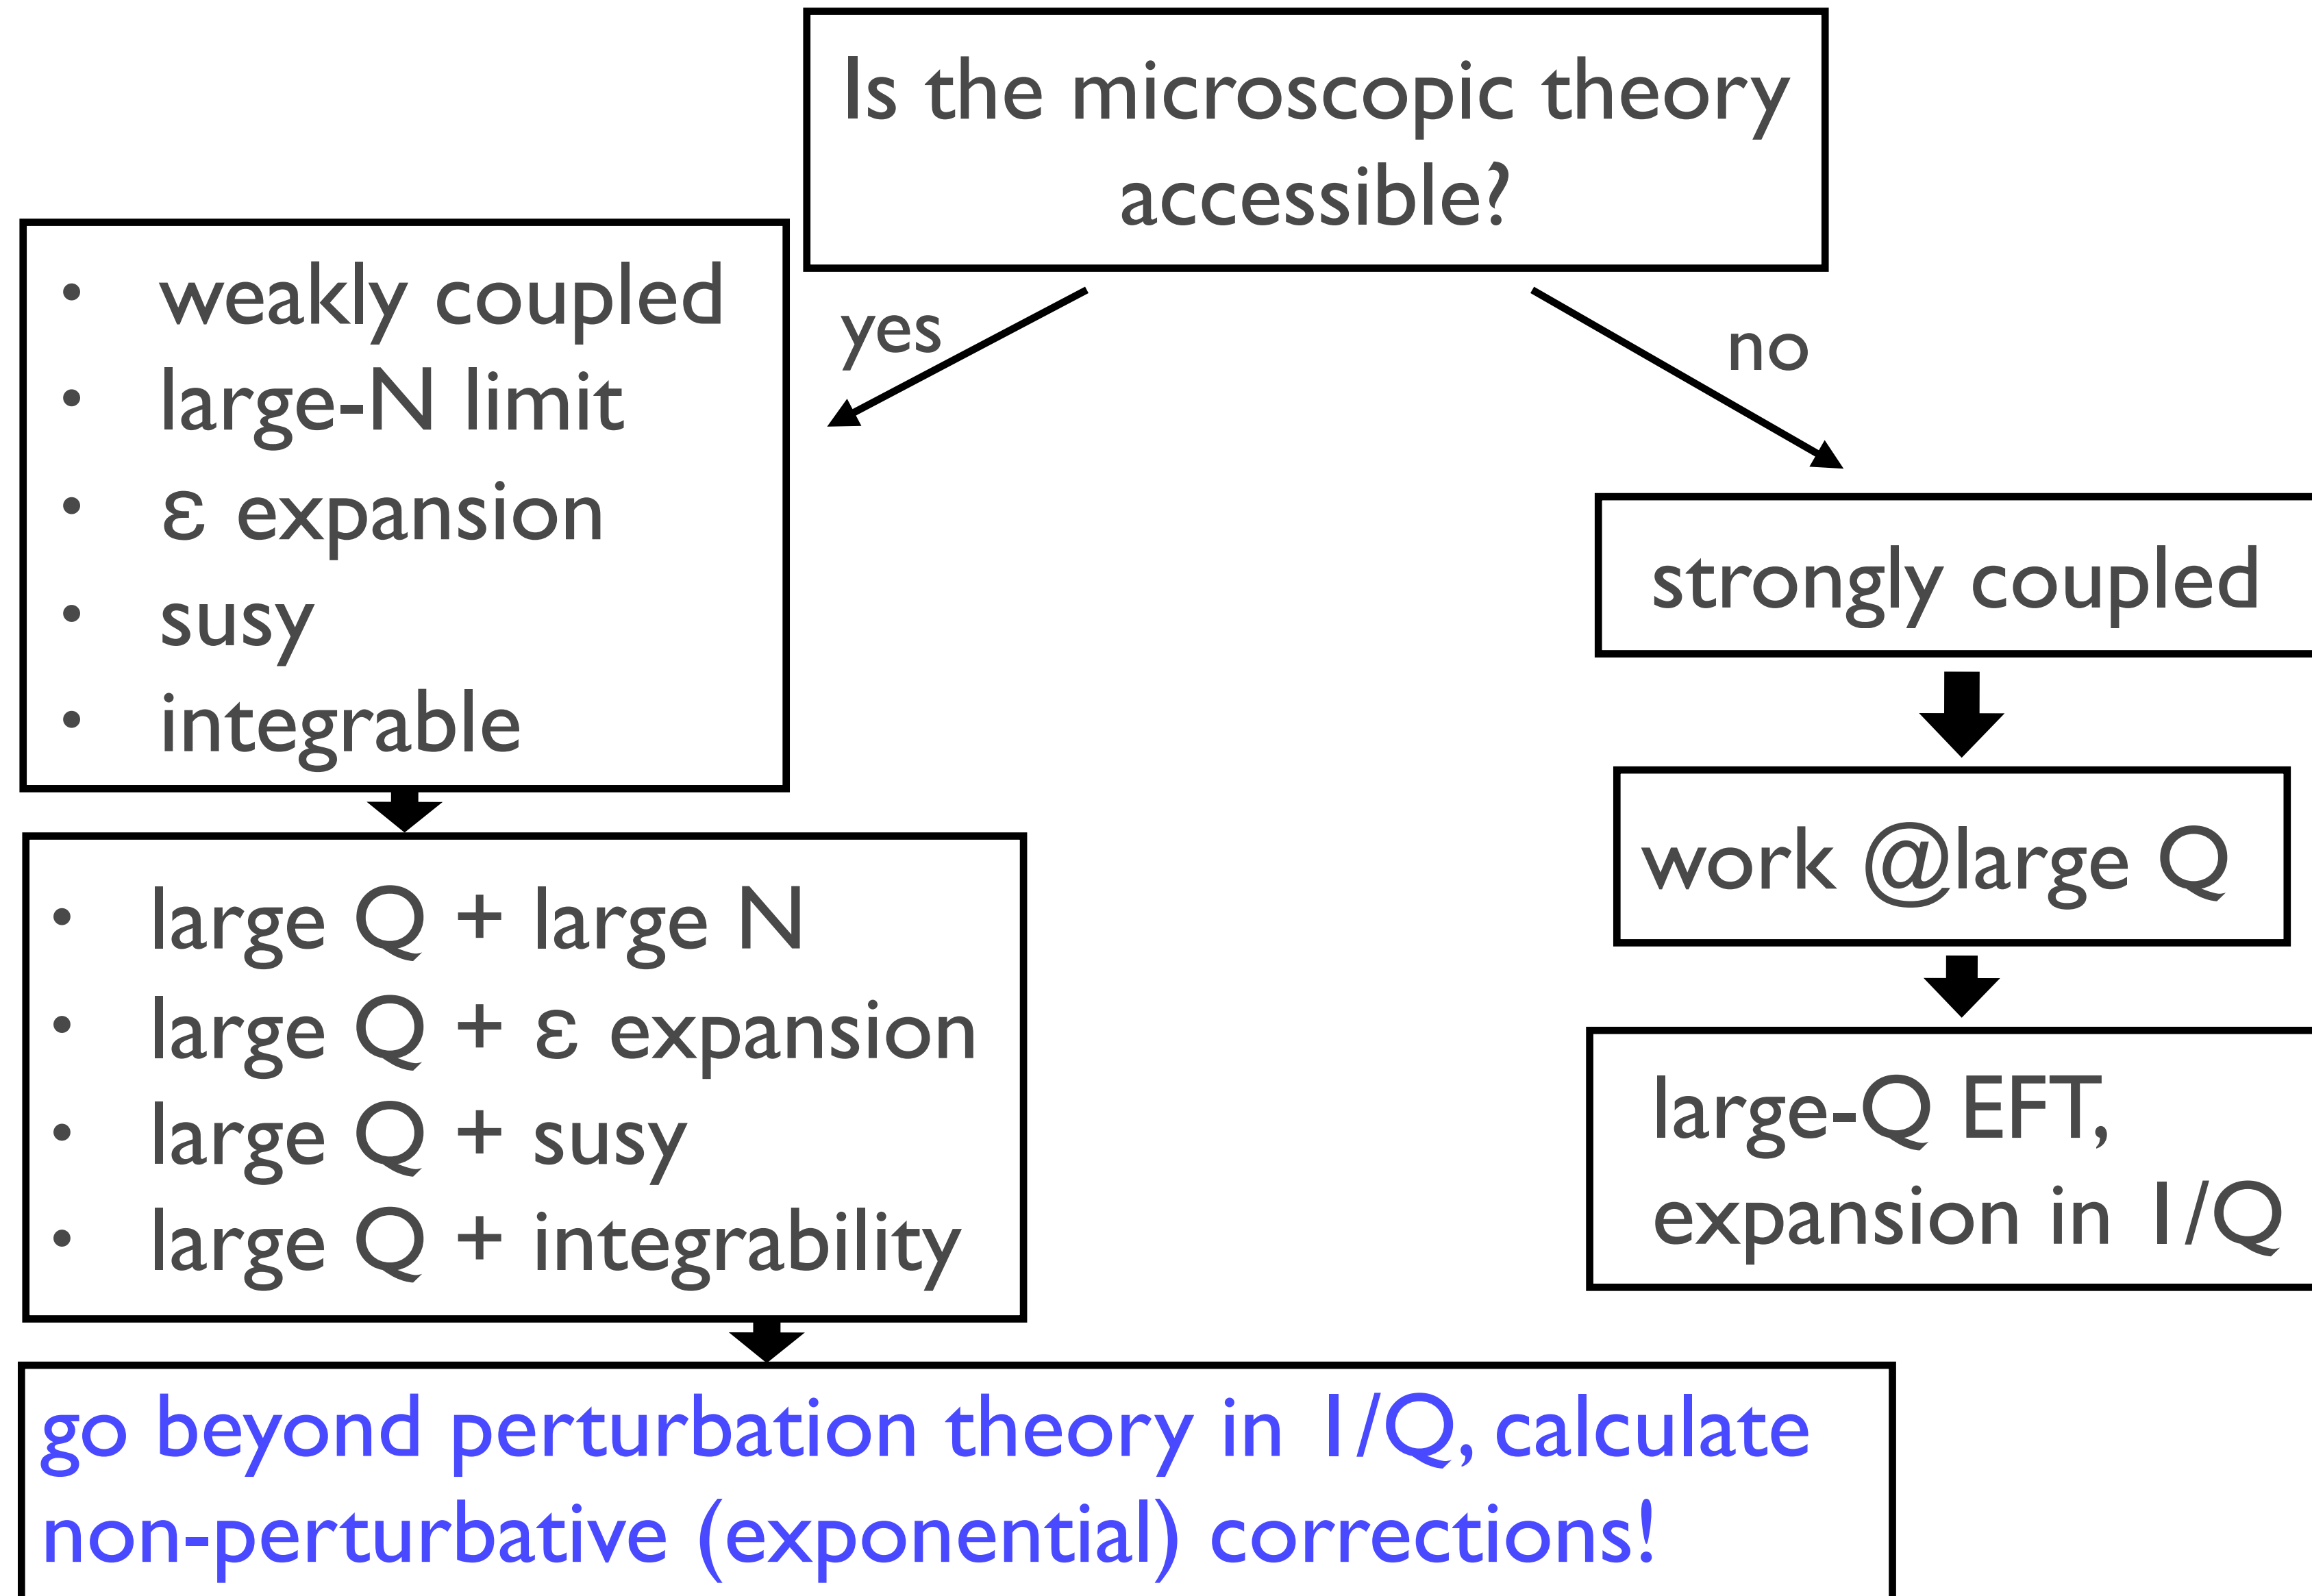 Is the microscopic theory
accessible?
yes
no
• weakly coupled
• large-N limit
• ε expansion
• susy
• integrable
strongly coupled
work @large Q
• large Q + large N
• large Q + ε expansion
• large Q + susy
• large Q + integrability
large-Q EFT,
expansion in 1/Q
go beyond perturbation theory in 1/Q, calculate
non-perturbative (exponential) corrections!